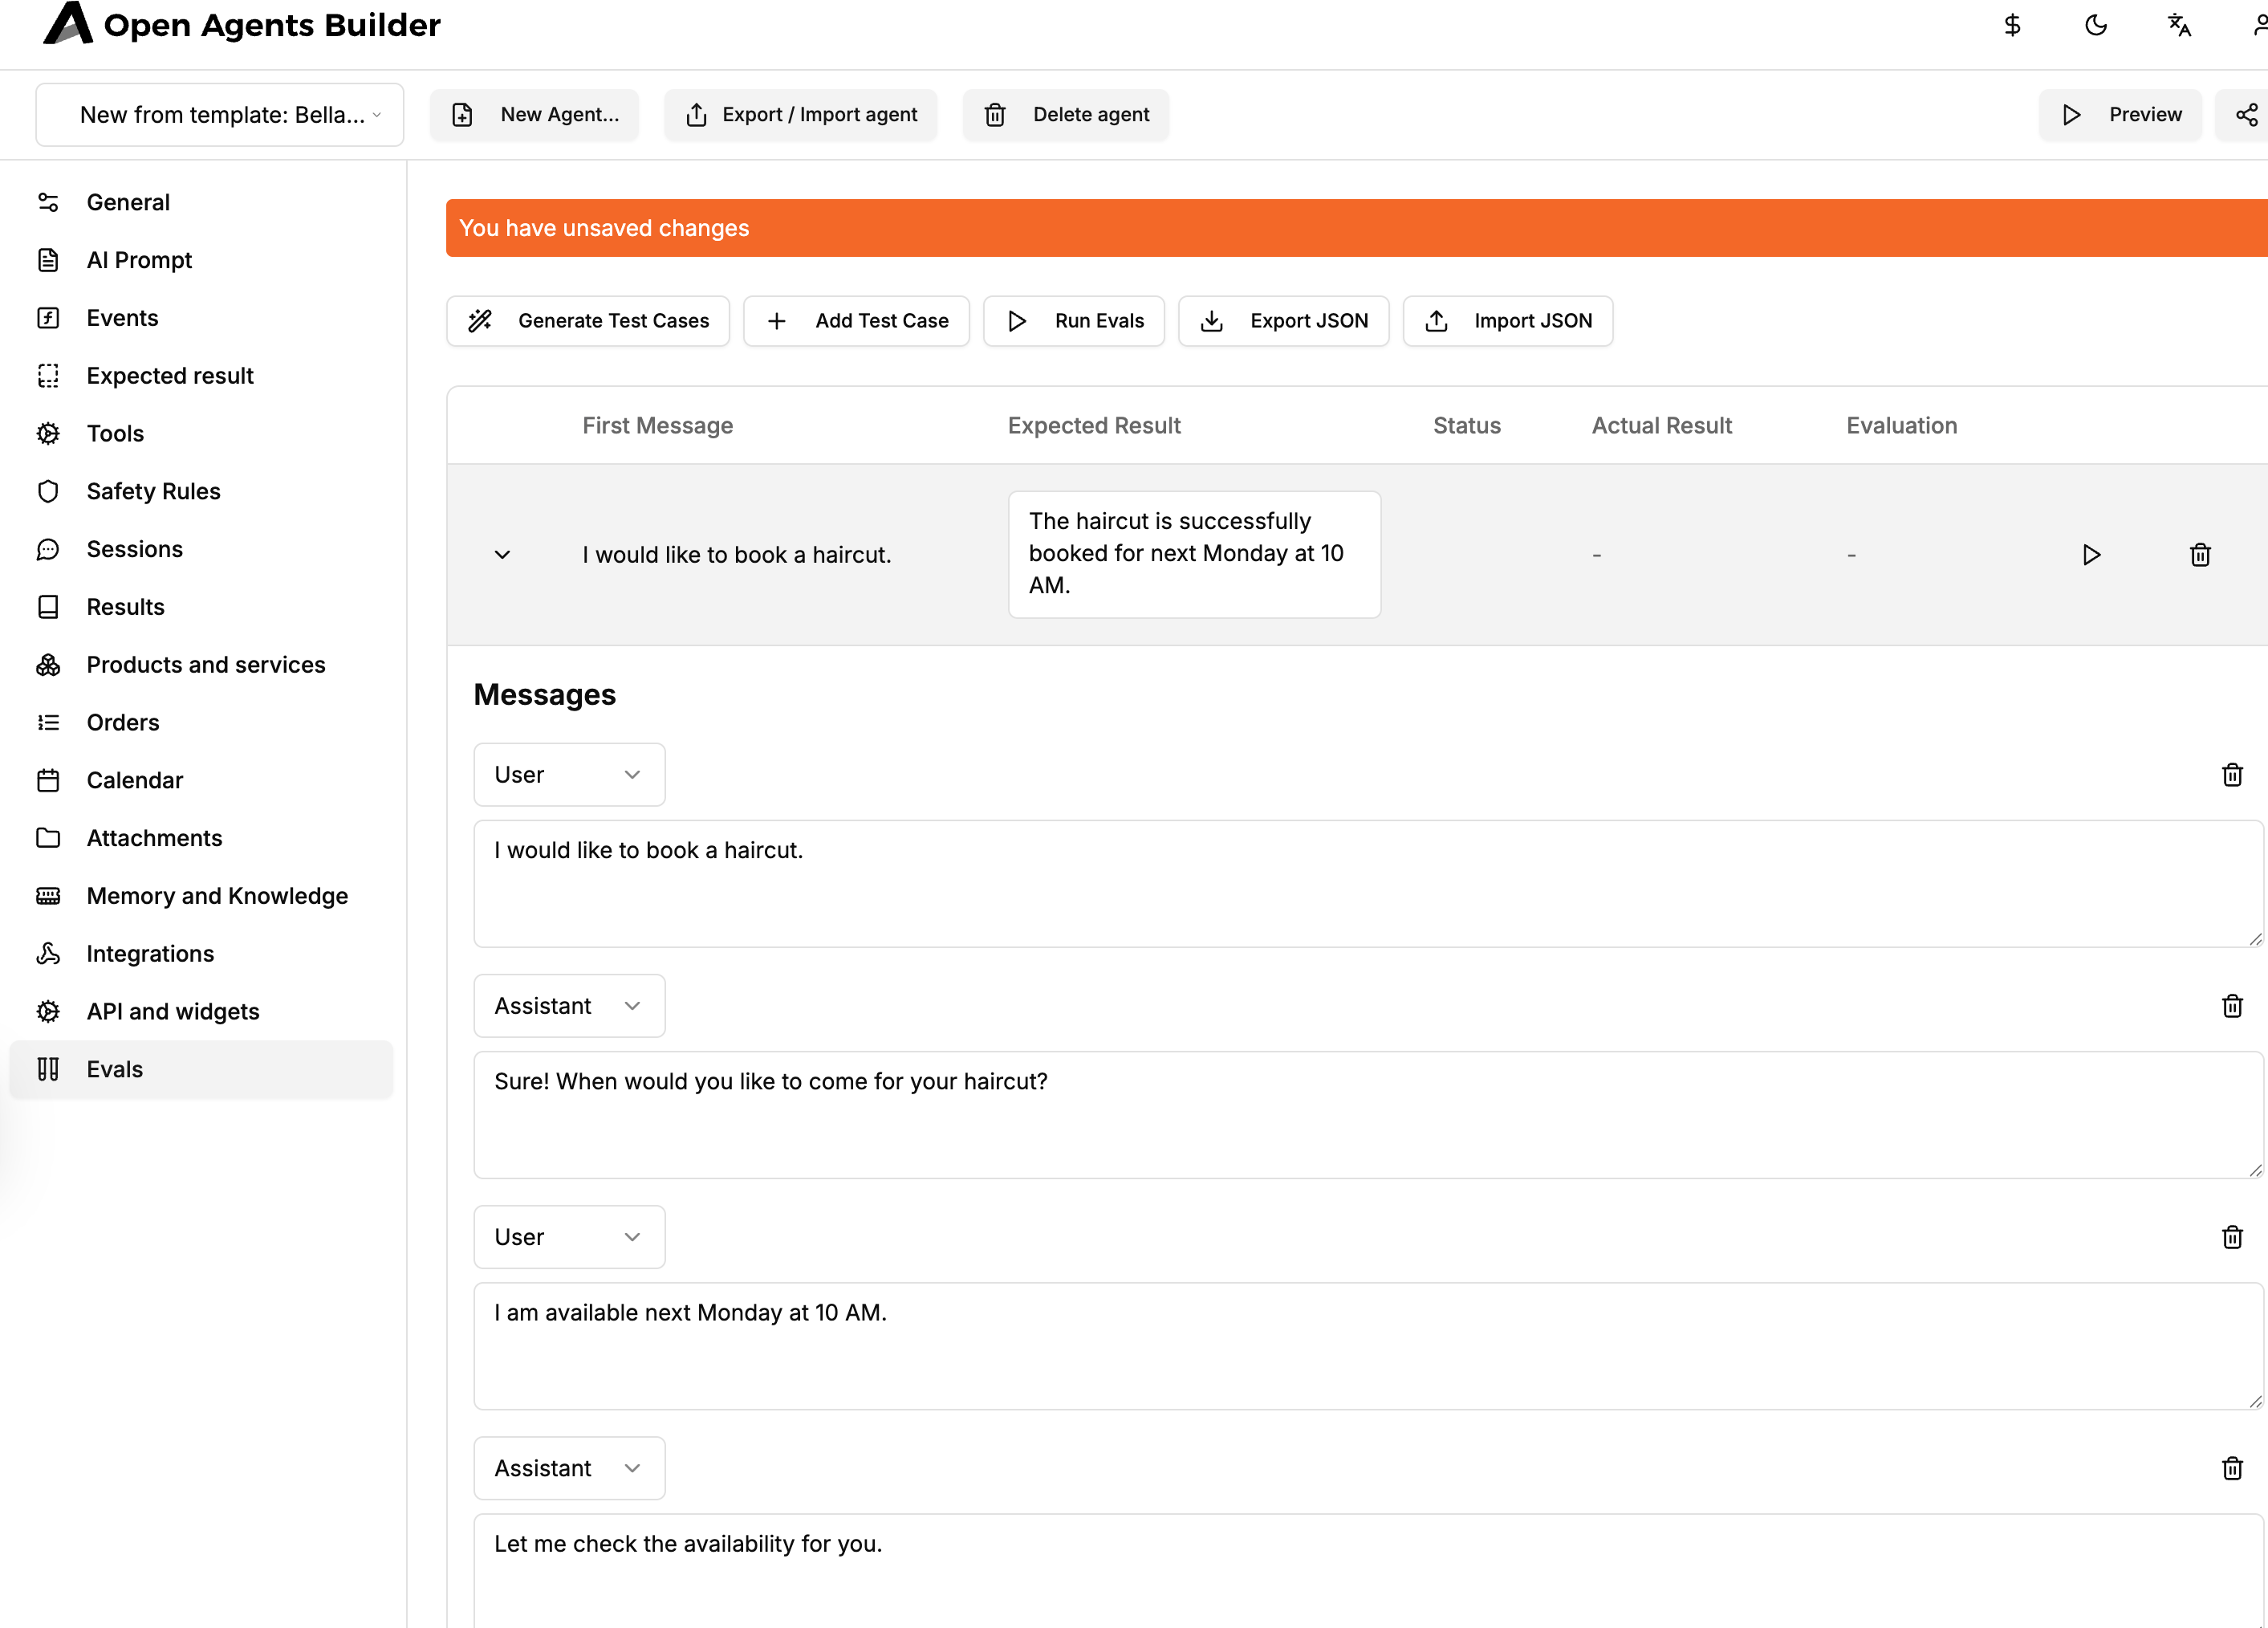 Open Agents Builder
New from template: Bella...
New Agent...
Export / Import agent
Delete agent
Preview
General
AI Prompt
Events
Expected result
Tools
Safety Rules
Sessions
Results
Products and services
Orders
Calendar
Attachments
Memory and Knowledge
Integrations
API and widgets
Evals
You have unsaved changes
Generate Test Cases
Add Test Case
Run Evals
Export JSON
Import JSON
First Message
Expected Result
Status
Actual Result
Evaluation
I would like to book a haircut.
The haircut is successfully
booked for next Monday at 10
AM.
-
-
Messages
User
I would like to book a haircut.
Assistant
Sure! When would you like to come for your haircut?
User
I am available next Monday at 10 AM.
Assistant
Let me check the availability for you.